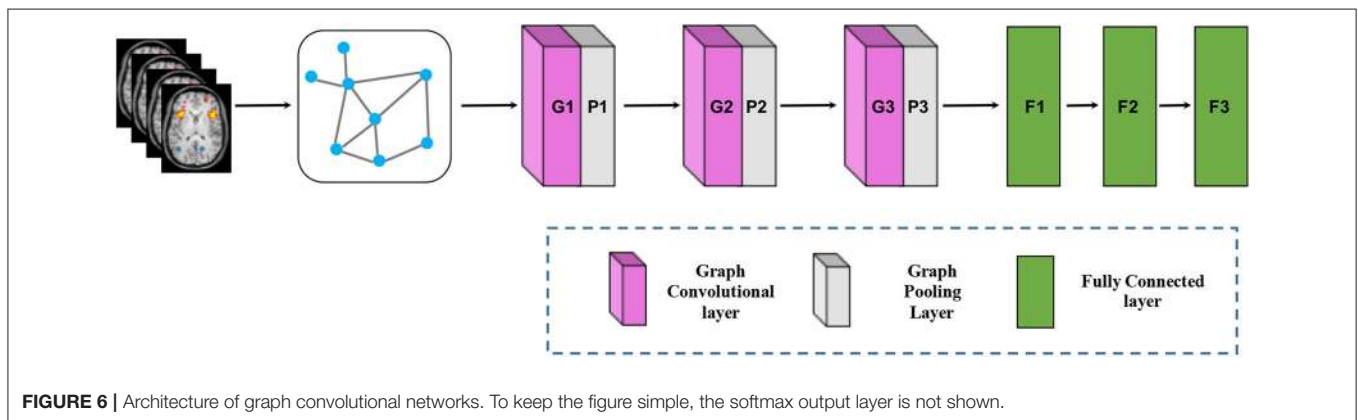 G1 P1 G2 P2 G3 P3 F1 F2 F3
Graph
Convolutional
layer
Graph
Pooling
Layer
Fully Connected
layer
FIGURE 6 | Architecture of graph convolutional networks. To keep the figure simple, the softmax output layer is not shown.